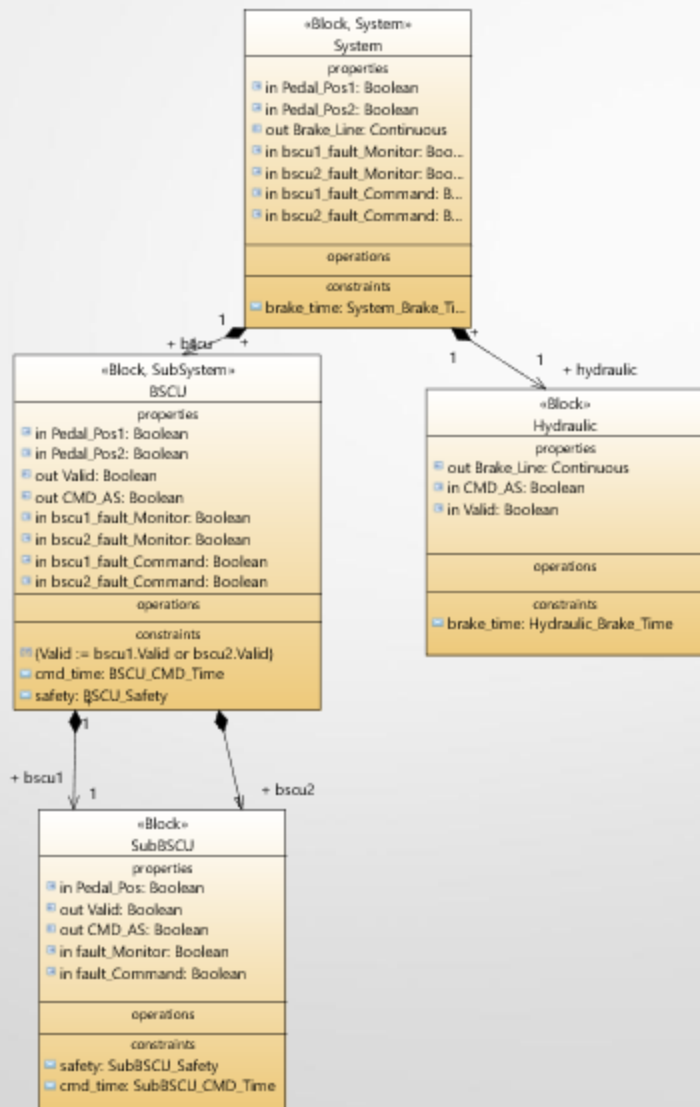 «Block, System»
System
properties
in Pedal_Pos1: Boolean
in Pedal_Pos2: Boolean
out Brake_Line: Continuous
in bscu1_fault_Monitor: Boo...
in bscu2_fault_Monitor: Boo...
in bscu1_fault_Command: B...
in bscu2_fault_Command: B...
operations
constraints
brake_time: System_Brake_Ti...
1
+ bscu
+
+
1
1
+ hydraulic
«Block, SubSystem»
BSCU
properties
in Pedal_Pos1: Boolean
in Pedal_Pos2: Boolean
out Valid: Boolean
out CMD_AS: Boolean
in bscu1_fault_Monitor: Boolean
in bscu2_fault_Monitor: Boolean
in bscu1_fault_Command: Boolean
in bscu2_fault_Command: Boolean
operations
constraints
(Valid := bscu1.Valid or bscu2.Valid)
cmd_time: BSCU_CMD_Time
safety: BSCU_Safety
«Block»
Hydraulic
properties
out Brake_Line: Continuous
in CMD_AS: Boolean
in Valid: Boolean
operations
constraints
brake_time: Hydraulic_Brake_Time
1
+ bscu1
1
+ bscu2
«Block»
SubBSCU
properties
in Pedal_Pos: Boolean
out Valid: Boolean
out CMD_AS: Boolean
in fault_Monitor: Boolean
in fault_Command: Boolean
operations
constraints
safety: SubBSCU_Safety
cmd_time: SubBSCU_CMD_Time